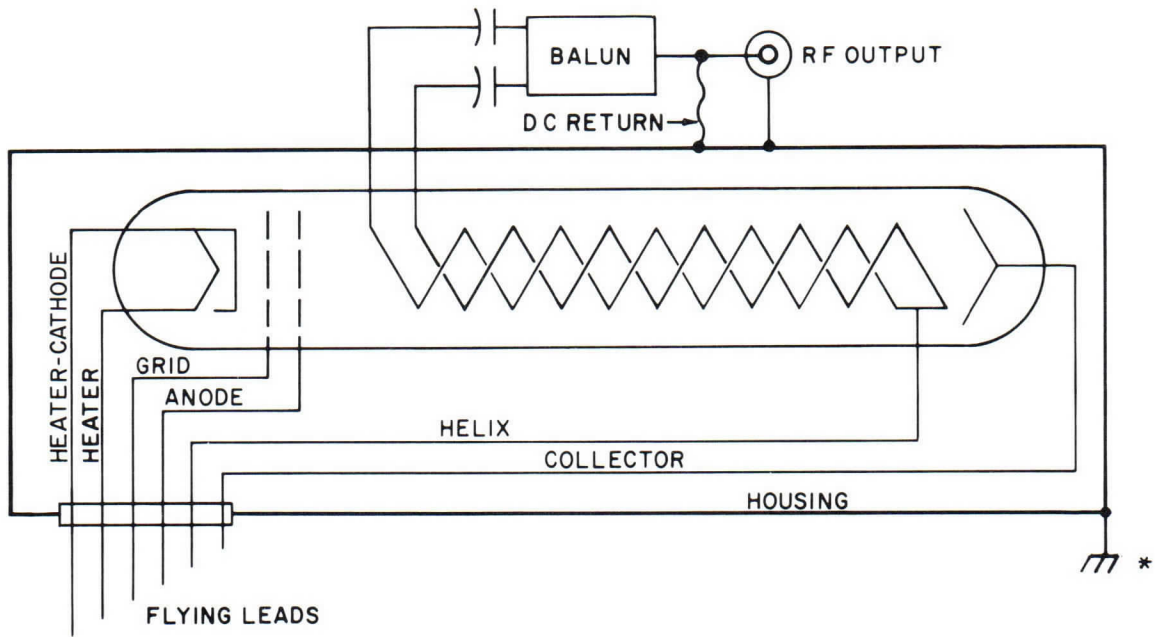 BALUN
RF OUTPUT
DC RETURN
HEATER-CATHODE
HEATER
GRID
ANODE
HELIX
COLLECTOR
HOUSING
*
FLYING LEADS